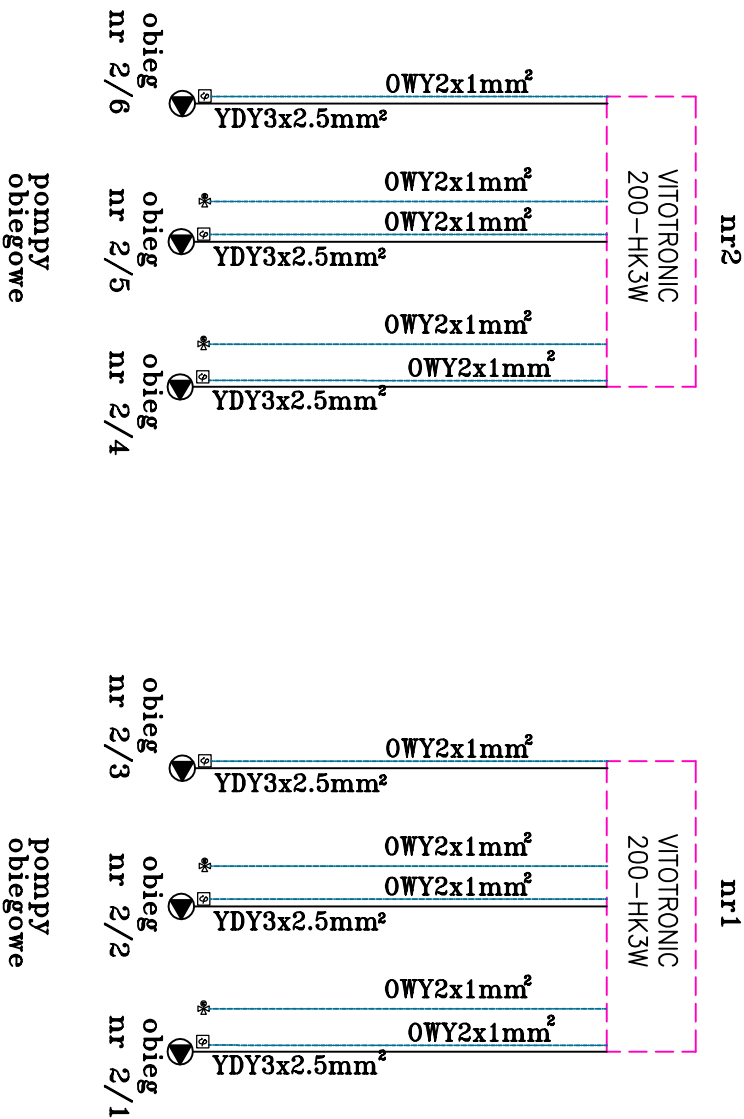 nr2
VITOTRONIC
200-HK3W
OWY2x1mm²
YDY3x2.5mm²
obieg
nr 2/6
OWY2x1mm²
OWY2x1mm²
YDY3x2.5mm²
obieg
nr 2/5
OWY2x1mm²
OWY2x1mm²
YDY3x2.5mm²
obieg
nr 2/4
pompy
obiegowe
nr1
VITOTRONIC
200-HK3W
OWY2x1mm²
YDY3x2.5mm²
obieg
nr 2/3
OWY2x1mm²
OWY2x1mm²
YDY3x2.5mm²
obieg
nr 2/2
OWY2x1mm²
OWY2x1mm²
YDY3x2.5mm²
obieg
nr 2/1
pompy
obiegowe